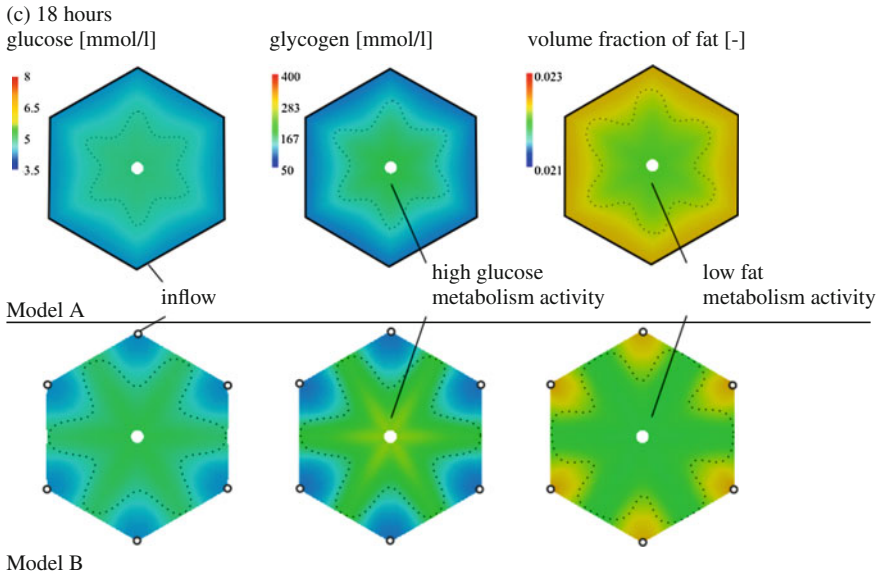 (c) 18 hours
glucose [mmol/l]
glycogen [mmol/l]
volume fraction of fat [-]
8
6.5
5
3.5
400
283
167
50
0.023
0.021
inflow
high glucose
metabolism activity
low fat
metabolism activity
Model A
Model B